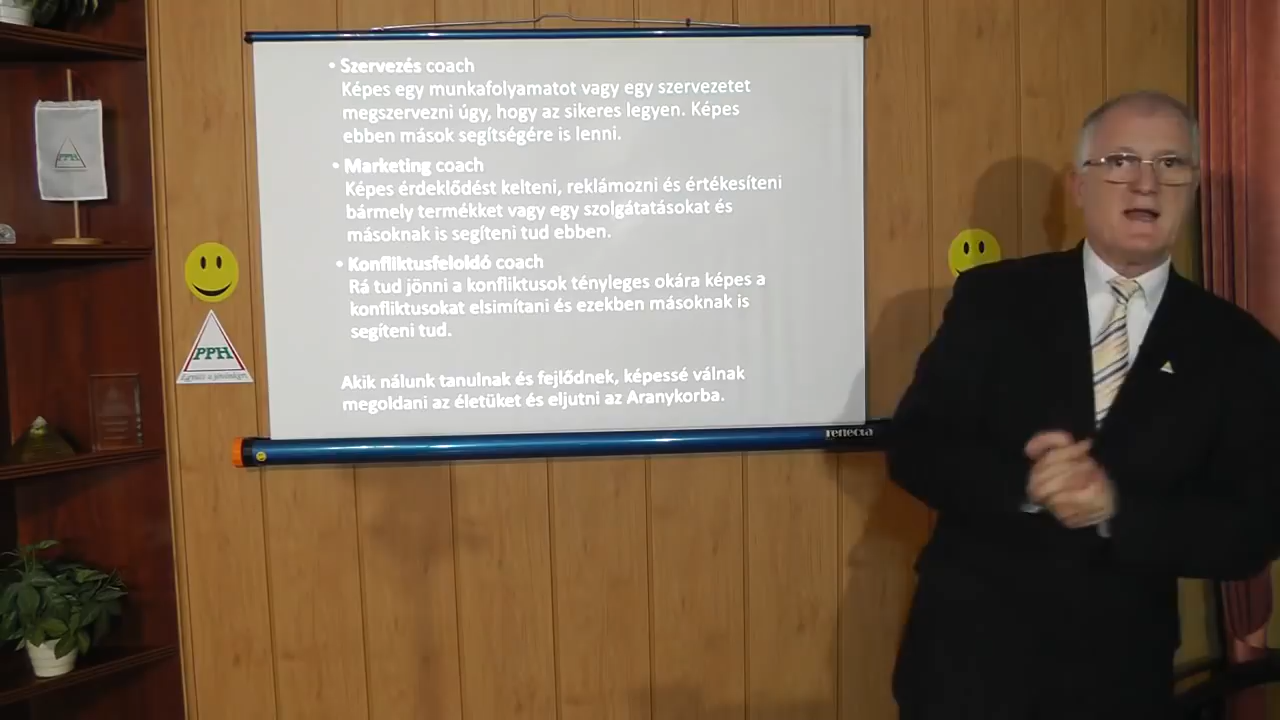 • Szervezés coach
Képes egy munkafolyamatot vagy egy szervezetet
megszervezni úgy, hogy az sikeres legyen. Képes
ebben mások segítségére is lenni.
• Marketing coach
Képes érdeklődést kelteni, reklámozni és értékesíteni
bármely termékket vagy egy szolgátatásokat és
másoknak is segíteni tud ebben.
• Konfliktusfeloldó coach
Rá tud jönni a konfliktusok tényleges okára képes a
konfliktusokat elsimítani és ezekben másoknak is
segíteni tud.
Akik nálunk tanulnak és fejlődnek, képessé válnak
megoldani az életüket és eljutni az Aranykorba.
reflecta
PPH
PPH
Együtt a jövőnkért